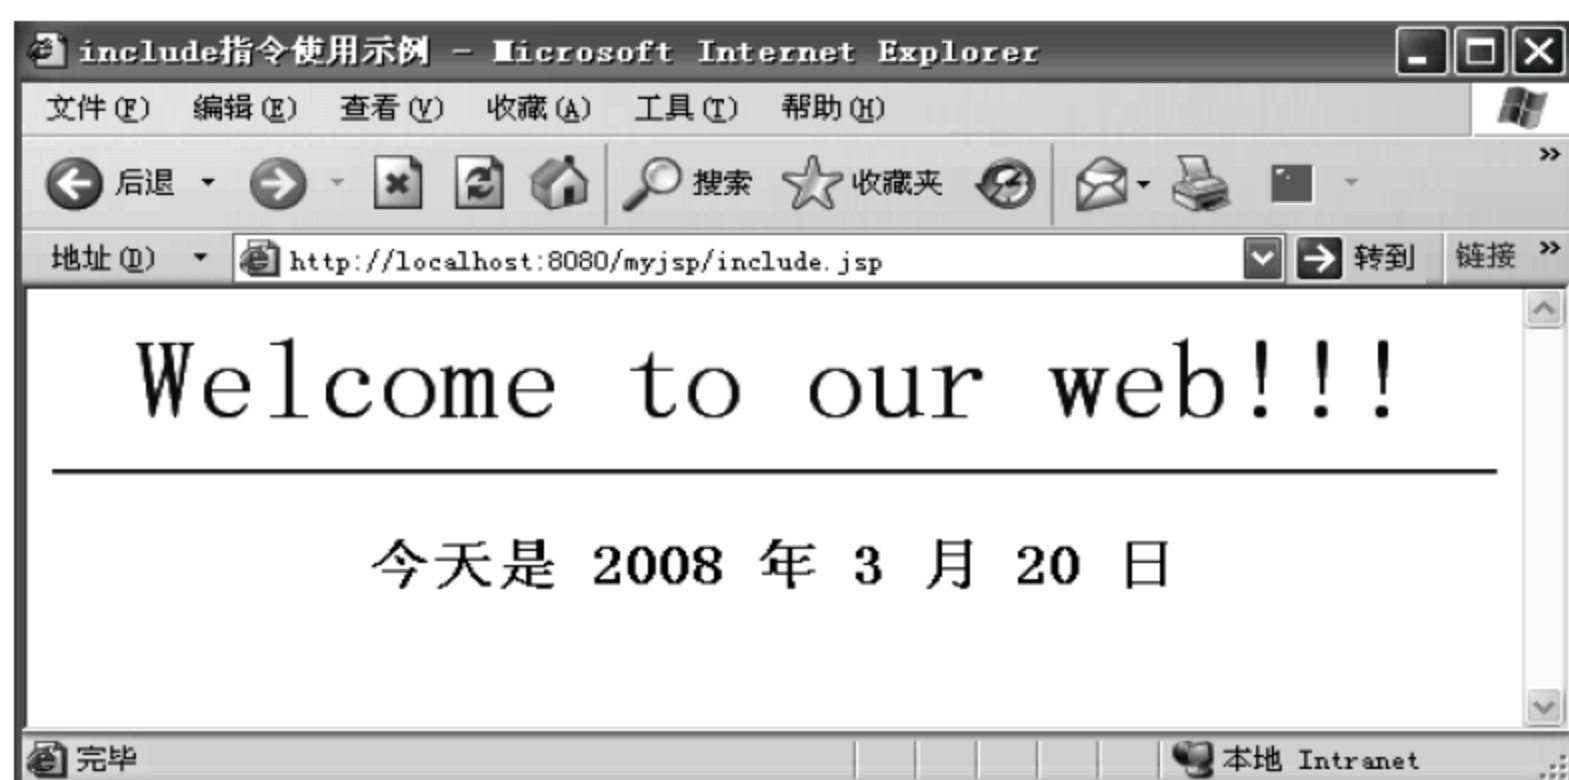 include指令使用示例 - Microsoft Internet Explorer
文件(F) 编辑(E) 查看(V) 收藏(A) 工具(T) 帮助(H)
后退 搜索 收藏夹 »
地址(D) http://localhost:8080/myjsp/include.jsp 转到 链接 »
Welcome to our web!!!
今天是 2008 年 3 月 20 日
完毕 本地 Intranet